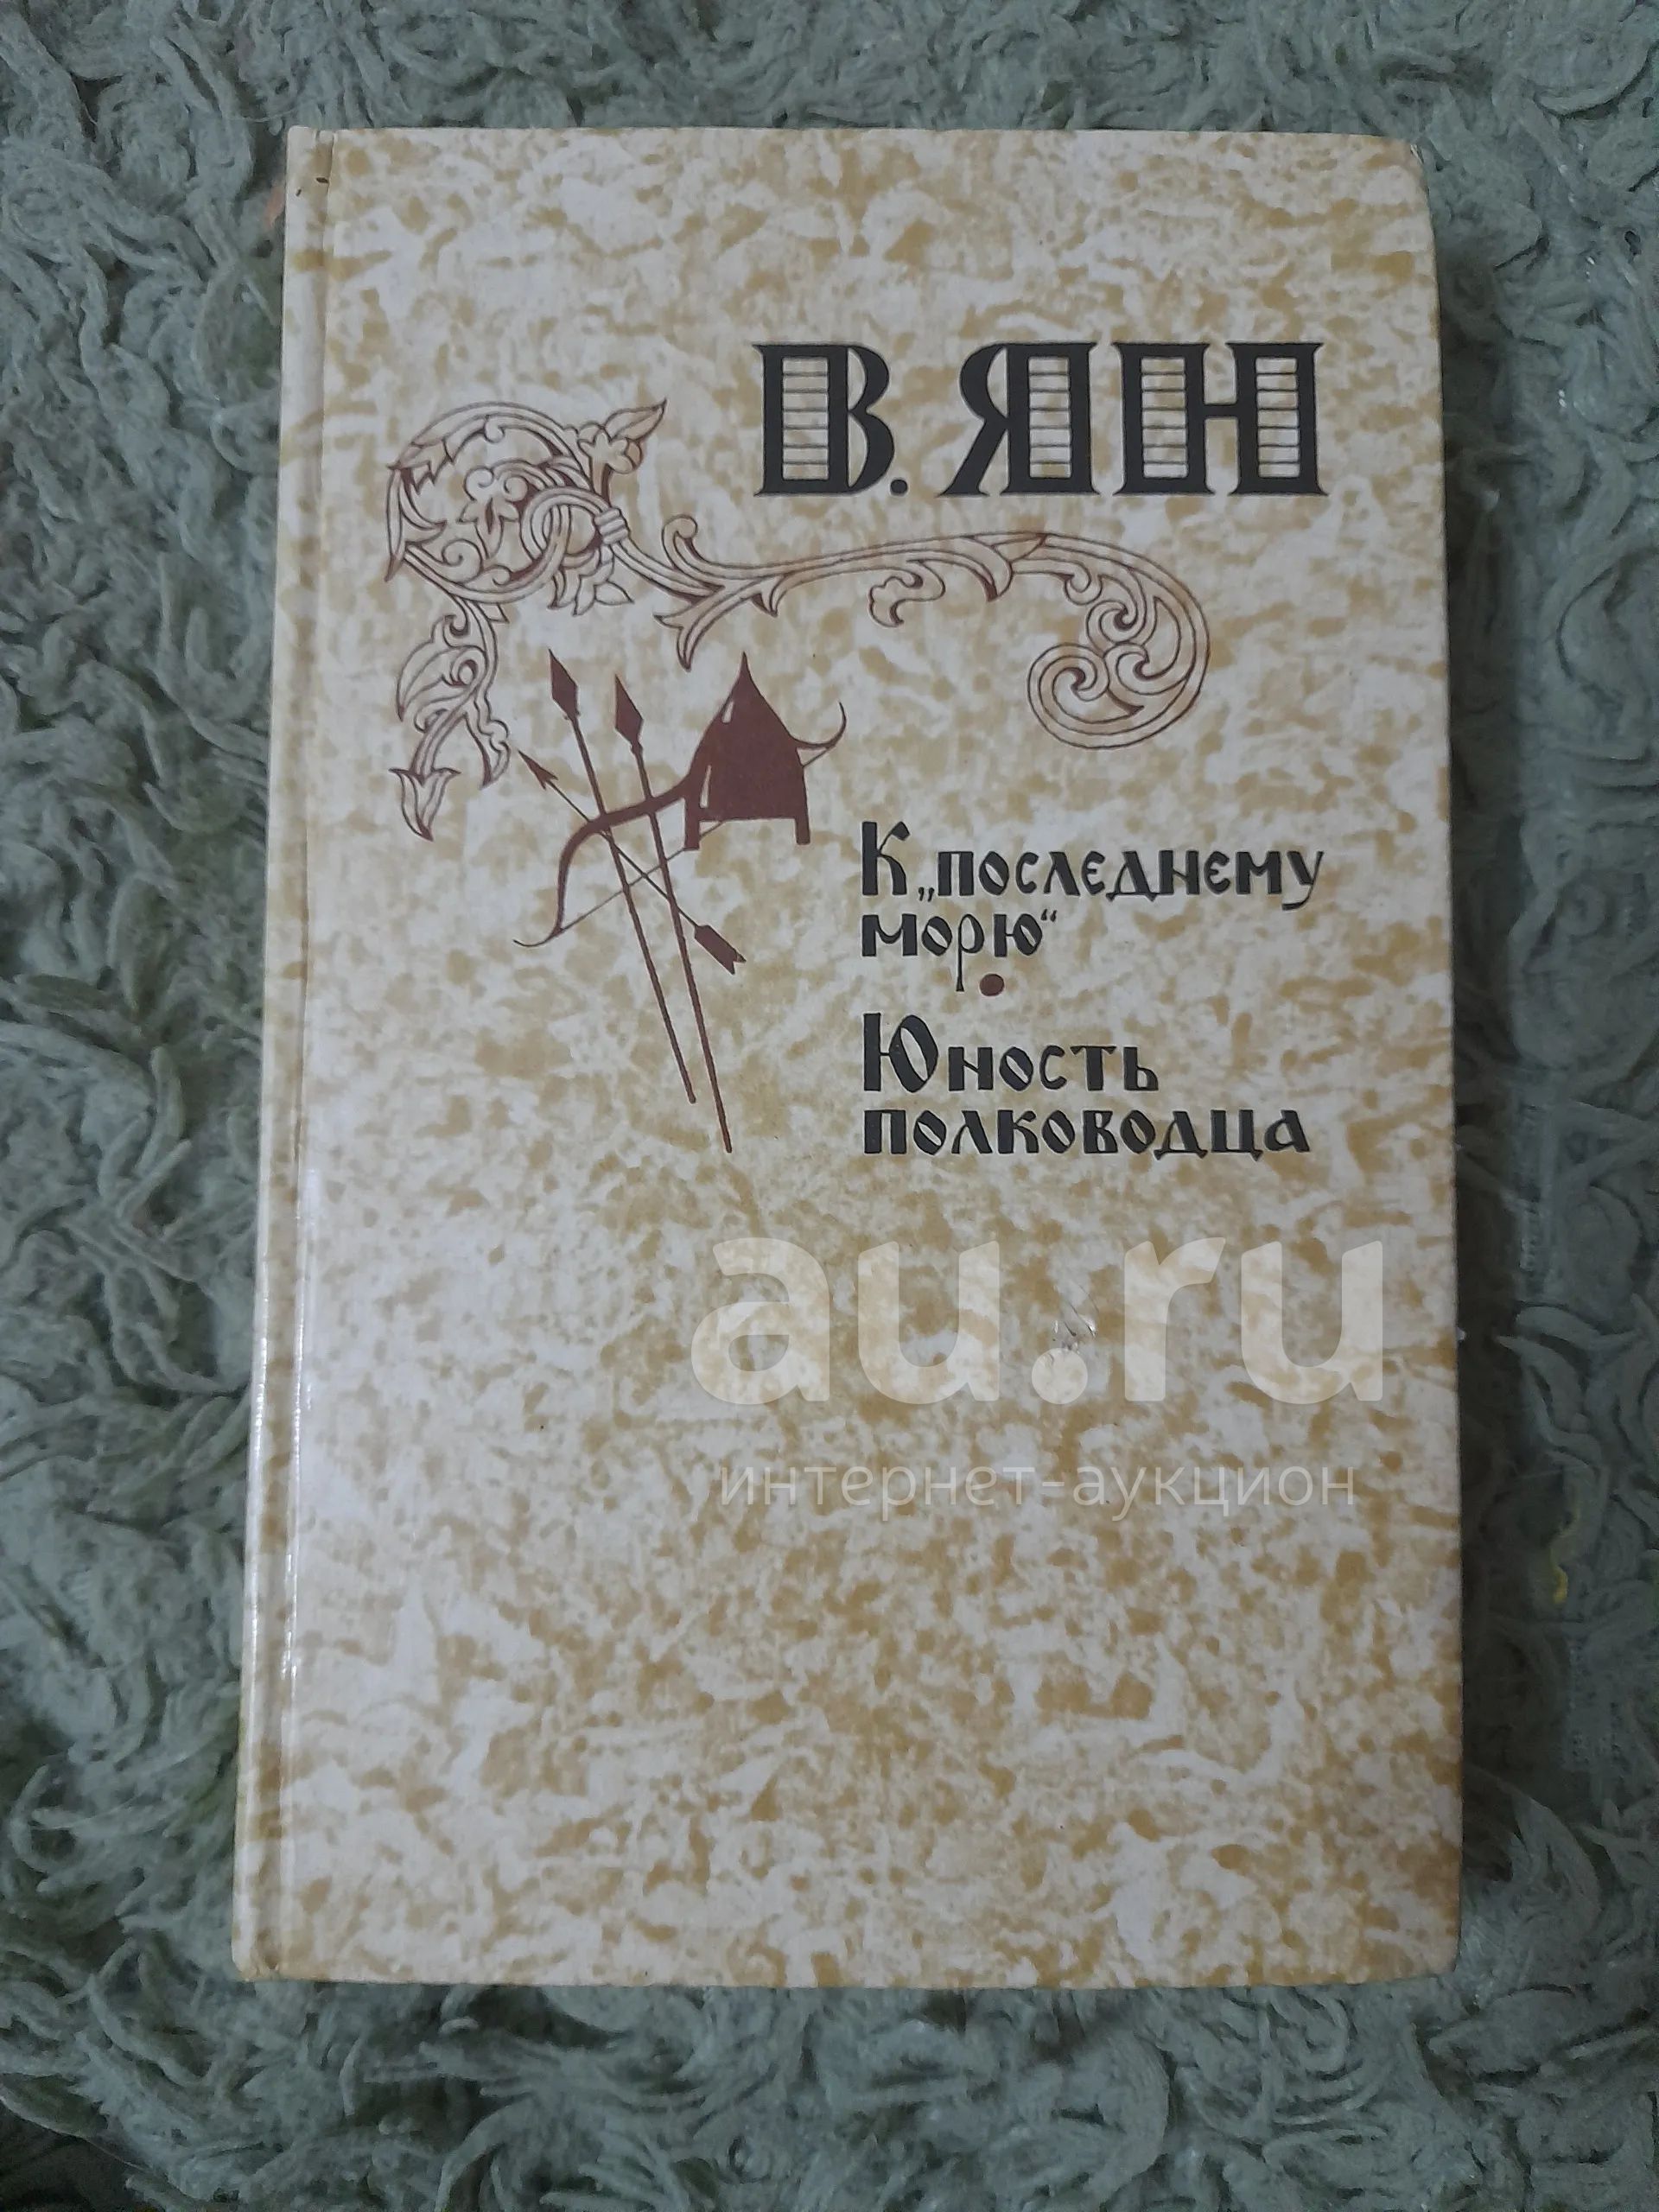 В. ЯН
К „последнему
морю“
Юность
полководца
au.ru
интернет-аукцион